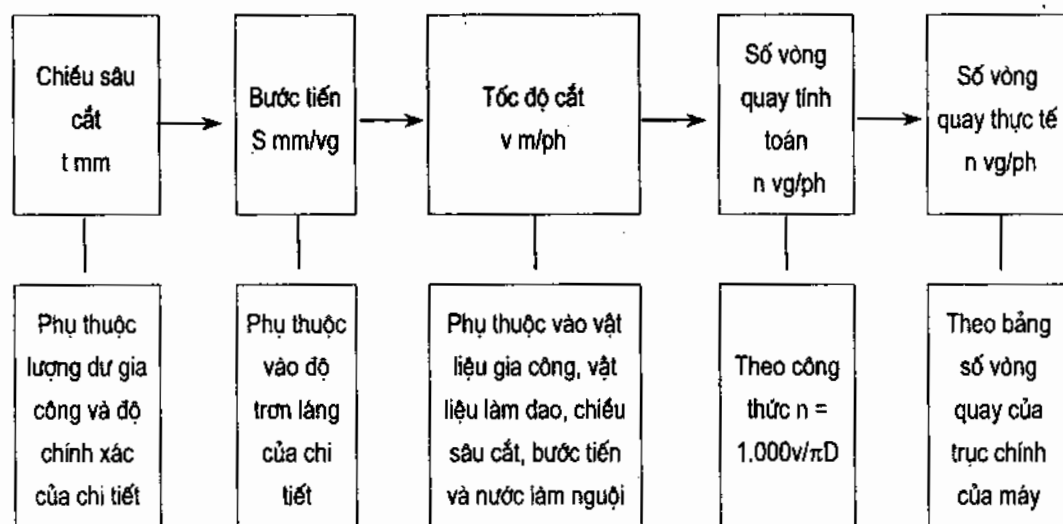 Chiều sâu
cắt
t mm
Bước tiến
S mm/vg
Tốc độ cắt
v m/ph
Số vòng
quay tính
toán
n vg/ph
Số vòng
quay thực tế
n vg/ph
Phụ thuộc
lượng dư gia
công và độ
chính xác
của chi tiết
Phụ thuộc
vào độ
trơn láng
của chi
tiết
Phụ thuộc vào vật
liệu gia công, vật
liệu làm dao, chiều
sâu cắt, bước tiến
và nước làm nguội
Theo công
thức n =
1.000v/πD
Theo bảng
số vòng
quay của
trục chính
của máy